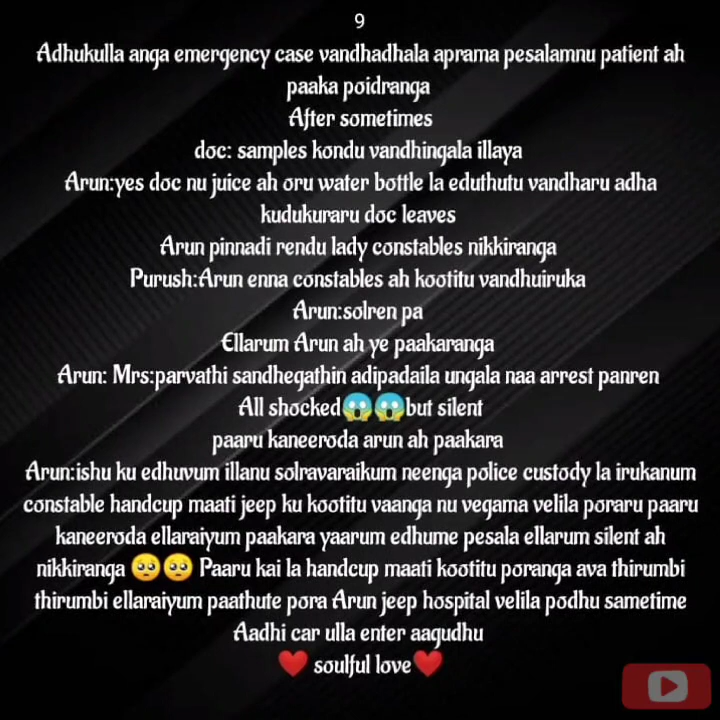 9
Adhukulla anga emergency case vandhadhala aprama pesalamnu patient ah
paaka poidranga
After sometimes
doc: samples kondu vandhingala illaya
Arun:yes doc nu juice ah oru water bottle la eduthutu vandharu adha
kudukuraru doc leaves
Arun pinnadi rendu lady constables nikkiranga
Purush:Arun enna constables ah kootitu vandhuiruka
Arun:solren pa
Ellarum Arun ah ye paakaranga
Arun: Mrs:parvathi sandhegathin adipadaila ungala naa arrest panren
All shocked😱😱but silent
paaru kaneeroda arun ah paakara
Arun:ishu ku edhuvum illanu solravaraikum neenga police custody la irukanum
constable handcup maati jeep ku kootitu vaanga nu vegama velila poraru paaru
kaneeroda ellaraiyum paakara yaarum edhume pesala ellarum silent ah
nikkiranga 🥺🥺 Paaru kai la handcup maati kootitu poranga ava thirumbi
thirumbi ellaraiyum paathute pora Arun jeep hospital velila podhu sametime
Aadhi car ulla enter aagudhu
❤️ soulful love❤️